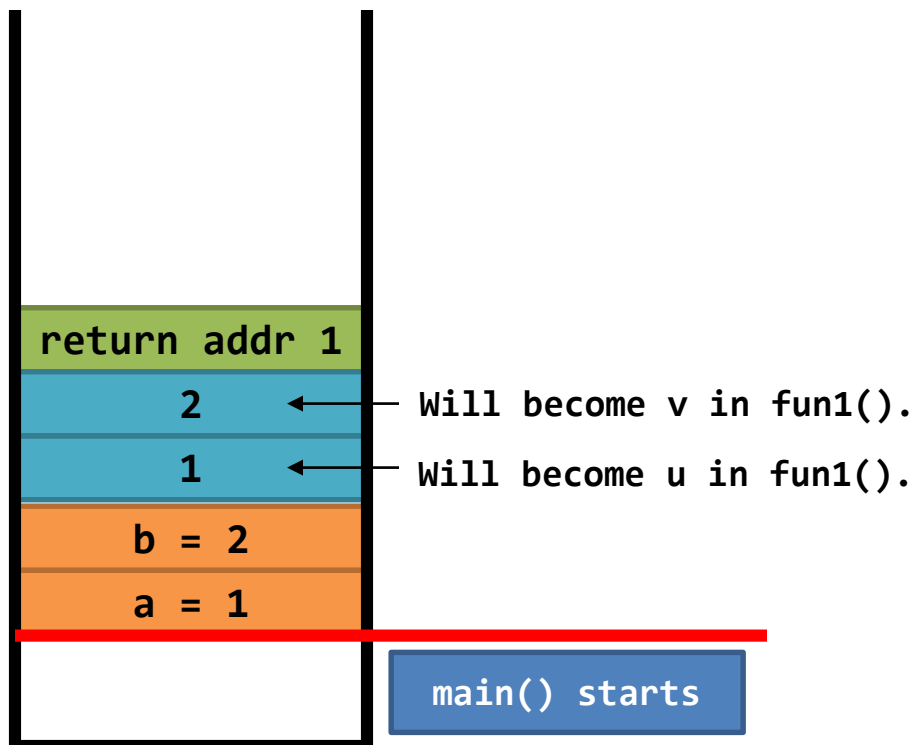 return addr 1
2
Will become v in fun1().
1
Will become u in fun1().
b = 2
a = 1
main() starts